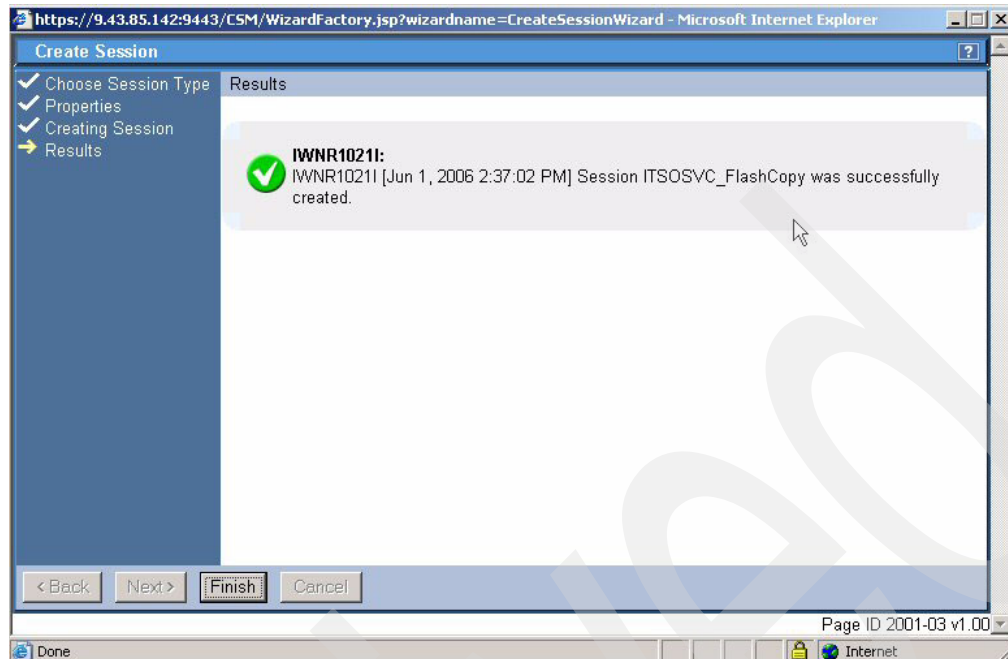 https://9.43.85.142:9443/CSM/WizardFactory.jsp?wizardname=CreateSessionWizard - Microsoft Internet Explorer
Create Session
?
Choose Session Type
Properties
Creating Session
Results
Results
IWNR1021I:
IWNR1021I [Jun 1, 2006 2:37:02 PM] Session ITSOSVC_FlashCopy was successfully
created.
< Back
Next >
Finish
Cancel
Page ID 2001-03 v1.00
Done
Internet